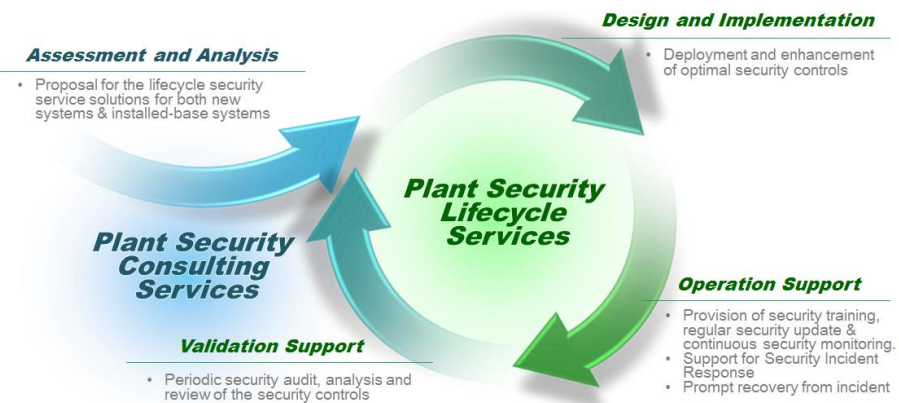 Design and Implementation
• Deployment and enhancement
of optimal security controls
Assessment and Analysis
• Proposal for the lifecycle security
service solutions for both new
systems & installed-base systems
Plant Security
Lifecycle
Services
Plant Security
Consulting
Services
Operation Support
• Provision of security training,
regular security update &
continuous security monitoring.
• Support for Security Incident
Response
• Prompt recovery from incident
Validation Support
• Periodic security audit, analysis and
review of the security controls